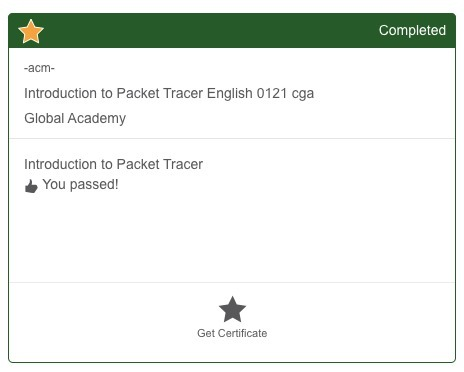 Completed
-acm-
Introduction to Packet Tracer English 0121 cga
Global Academy
Introduction to Packet Tracer
You passed!
Get Certificate